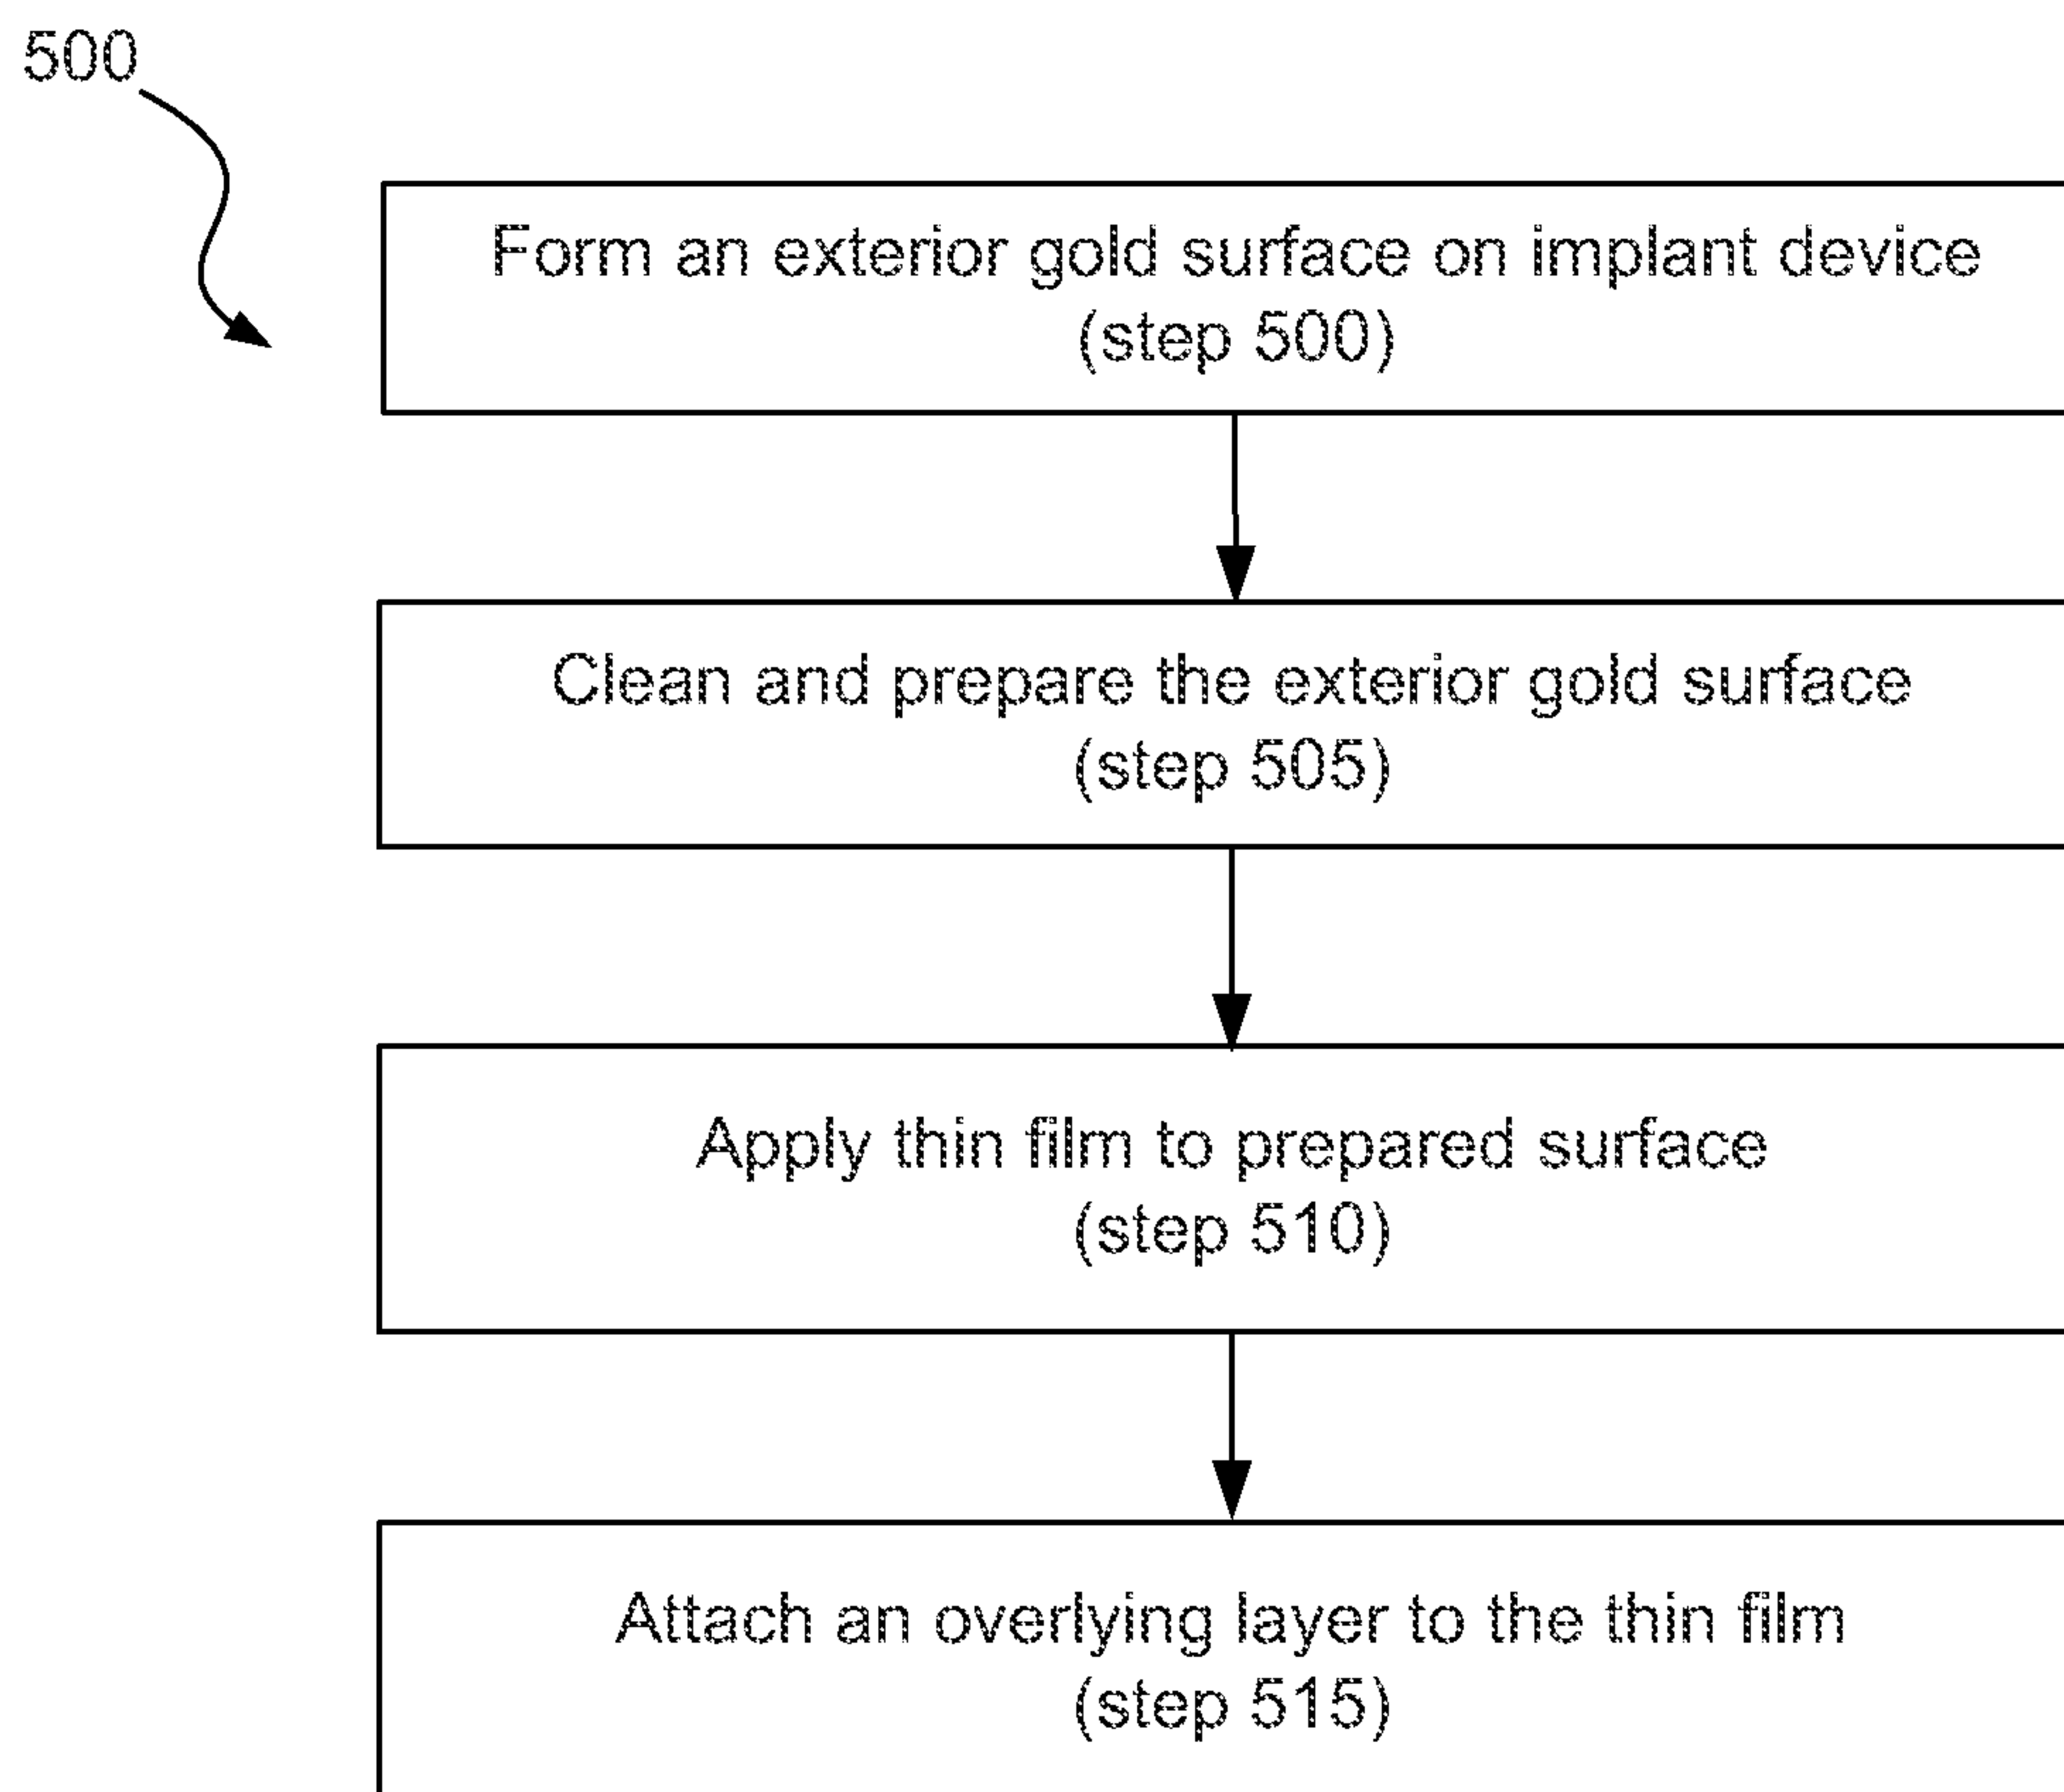 500
Form an exterior gold surface on implant device
(step 500)
Clean and prepare the exterior gold surface
(step 505)
Apply thin film to prepared surface
(step 510)
Attach an overlying layer to the thin film
(step 515)